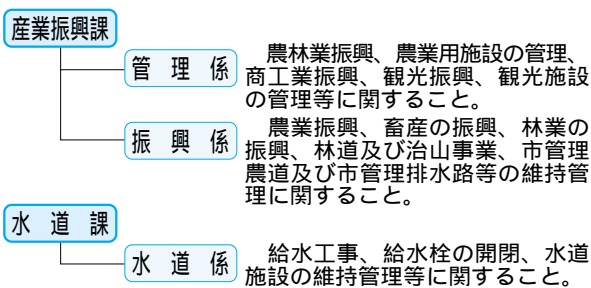 産業振興課
管理係
農林業振興、農業用施設の管理、
商工業振興、観光振興、観光施設
の管理等に関すること。
振興係
農業振興、畜産の振興、林業の
振興、林道及び治山事業、市管理
農道及び市管理排水路等の維持管
理に関すること。
水道課
水道係
給水工事、給水栓の開閉、水道
施設の維持管理等に関すること。